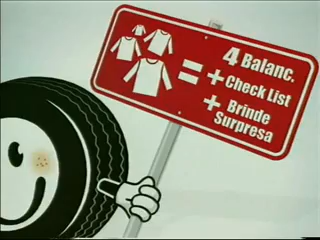 4 Balanc.
= + Check List
+ Brinde
Surpresa